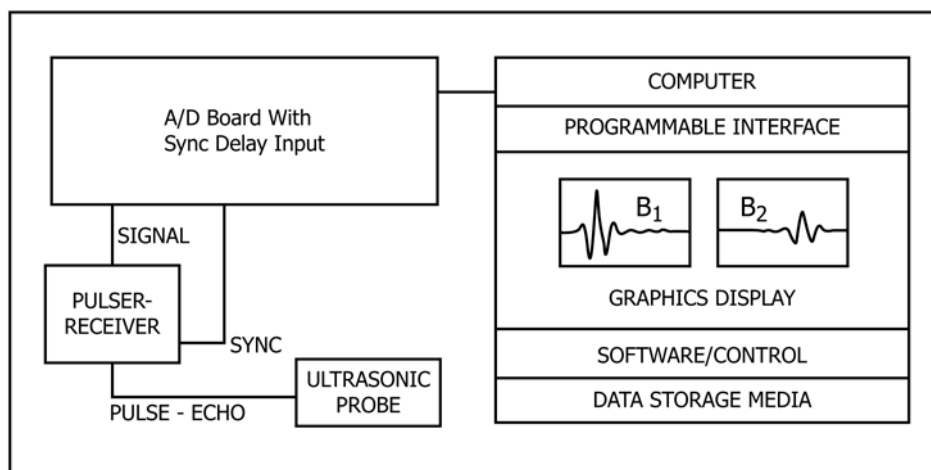 A/D Board With
Sync Delay Input
SIGNAL
PULSER-
RECEIVER
SYNC
PULSE - ECHO
ULTRASONIC
PROBE
COMPUTER
PROGRAMMABLE INTERFACE
B1
B2
GRAPHICS DISPLAY
SOFTWARE/CONTROL
DATA STORAGE MEDIA